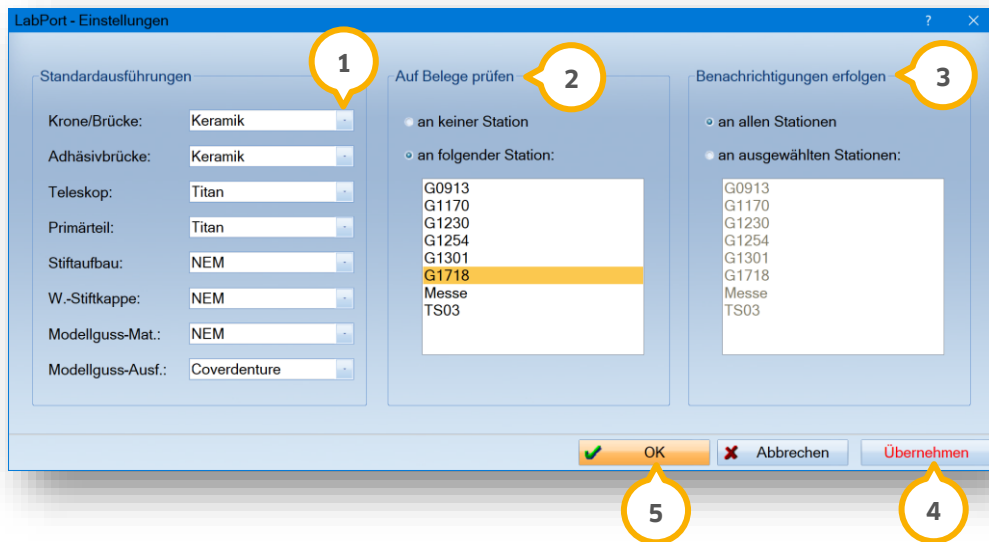 LabPort - Einstellungen
?
1
2
3
Standardausführungen
Krone/Brücke: Keramik
Adhäsivbrücke: Keramik
Teleskop: Titan
Primärteil: Titan
Stiftaufbau: NEM
W.-Stiftkappe: NEM
Modellguss-Mat.: NEM
Modellguss-Ausf.: Coverdenture
Auf Belege prüfen
an keiner Station
an folgender Station:
G0913
G1170
G1230
G1254
G1301
G1718
Messe
TS03
Benachrichtigungen erfolgen
an allen Stationen
an ausgewählten Stationen:
G0913
G1170
G1230
G1254
G1301
G1718
Messe
TS03
OK
Abbrechen
Übernehmen
5
4